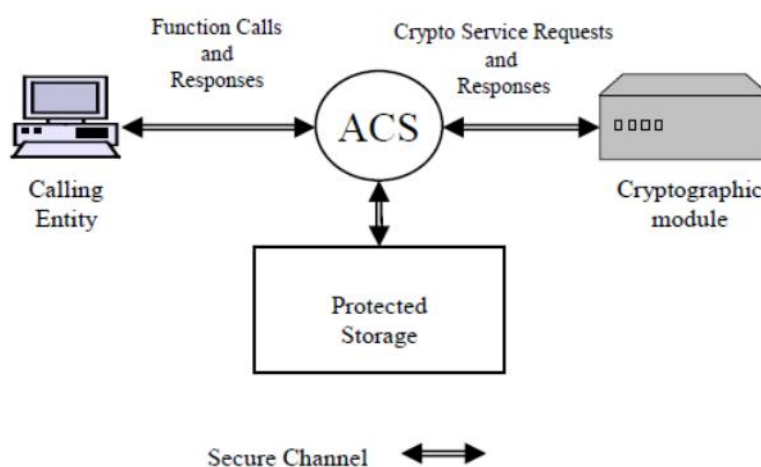 Function Calls
and
Responses
Crypto Service Requests
and
Responses
ACS
Calling
Entity
Cryptographic
module
Protected
Storage
Secure Channel